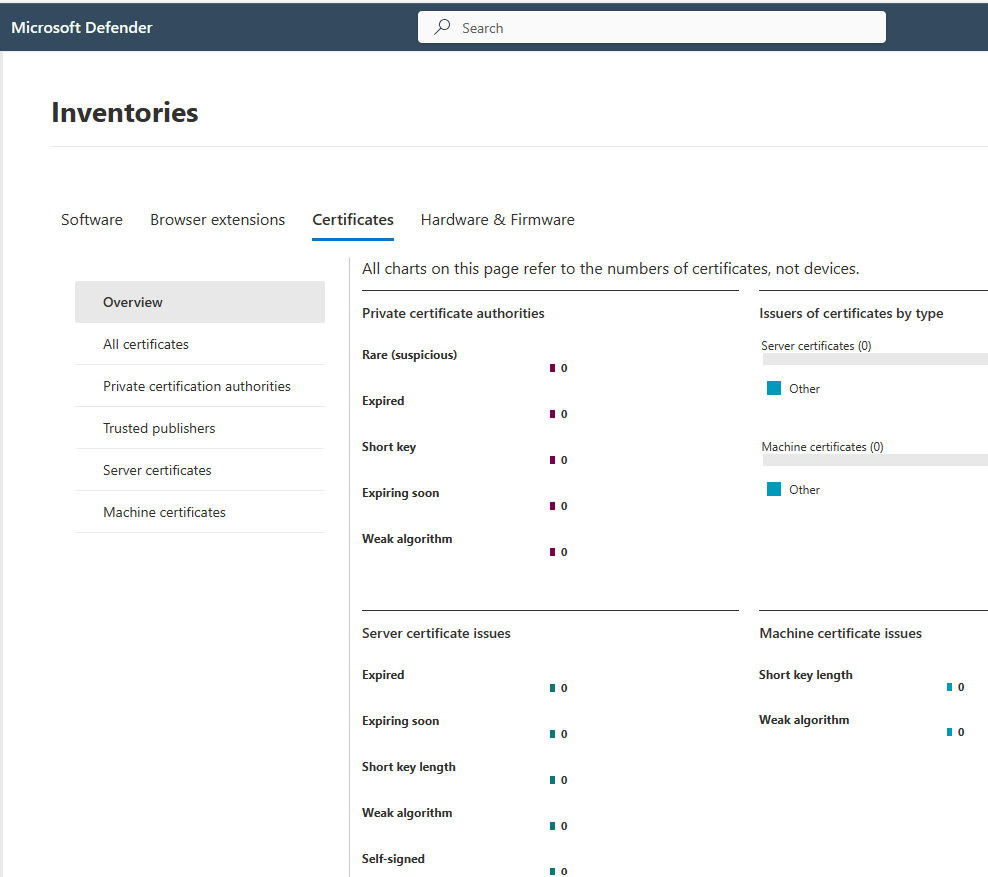 Microsoft Defender
Search
Inventories
Software
Browser extensions
Certificates
Hardware & Firmware
Overview
All certificates
Private certification authorities
Trusted publishers
Server certificates
Machine certificates
All charts on this page refer to the numbers of certificates, not devices.
Private certificate authorities
Rare (suspicious)
0
Expired
0
Short key
0
Expiring soon
0
Weak algorithm
0
Issuers of certificates by type
Server certificates (0)
Other
Machine certificates (0)
Other
Server certificate issues
Expired
0
Expiring soon
0
Short key length
0
Weak algorithm
0
Self-signed
0
Machine certificate issues
Short key length
0
Weak algorithm
0